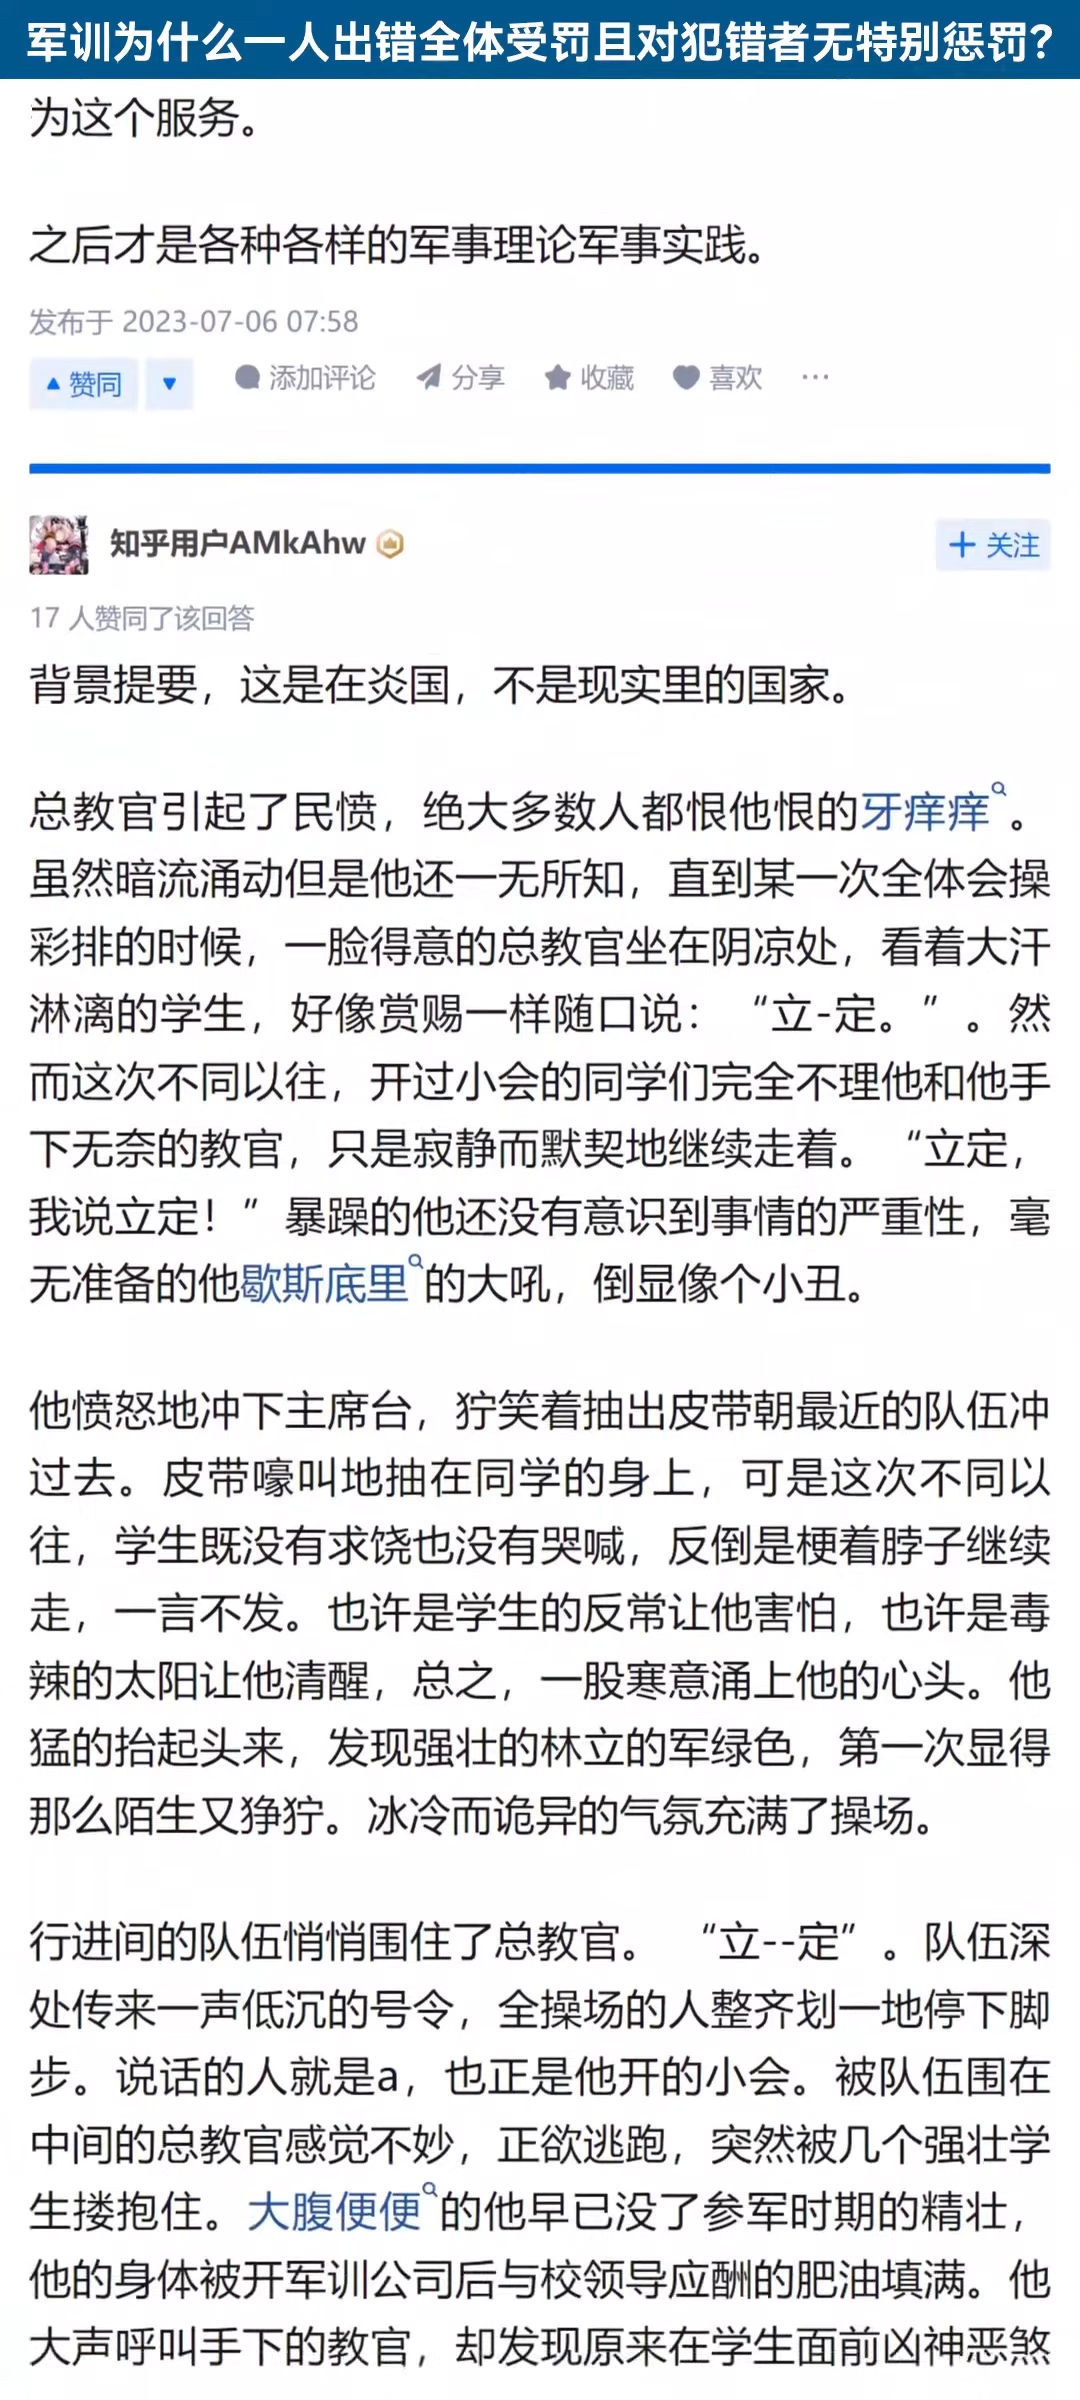 军训为什么一人出错全体受罚且对犯错者无特别惩罚?
为这个服务。
之后才是各种各样的军事理论军事实践。
发布于 2023-07-06 07:58
赞同 添加评论 分享 收藏 喜欢 ···
知乎用户AMkAhw + 关注
17 人赞同了该回答
背景提要，这是在炎国，不是现实里的国家。
总教官引起了民愤，绝大多数人都恨他恨的牙痒痒。
虽然暗流涌动但是他还一无所知，直到某一次全体会操
彩排的时候，一脸得意的总教官坐在阴凉处，看着大汗
淋漓的学生，好像赏赐一样随口说：“立-定。”。然
而这次不同以往，开过小会的同学们完全不理他和他手
下无奈的教官，只是寂静而默契地继续走着。“立定，
我说立定！”暴躁的他还没有意识到事情的严重性，毫
无准备的他歇斯底里的大吼，倒显像个小丑。
他愤怒地冲下主席台，狞笑着抽出皮带朝最近的队伍冲
过去。皮带嚎叫地抽在同学的身上，可是这次不同以
往，学生既没有求饶也没有哭喊，反倒是梗着脖子继续
走，一言不发。也许是学生的反常让他害怕，也许是毒
辣的太阳让他清醒，总之，一股寒意涌上他的心头。他
猛的抬起头来，发现强壮的林立的军绿色，第一次显得
那么陌生又狰狞。冰冷而诡异的气氛充满了操场。
行进间的队伍悄悄围住了总教官。“立--定”。队伍深
处传来一声低沉的号令，全操场的人整齐划一地停下脚
步。说话的人就是a，也正是他开的小会。被队伍围在
中间的总教官感觉不妙，正欲逃跑，突然被几个强壮学
生搂抱住。大腹便便的他早已没了参军时期的精壮，
他的身体被开军训公司后与校领导应酬的肥油填满。他
大声呼叫手下的教官，却发现原来在学生面前凶神恶煞